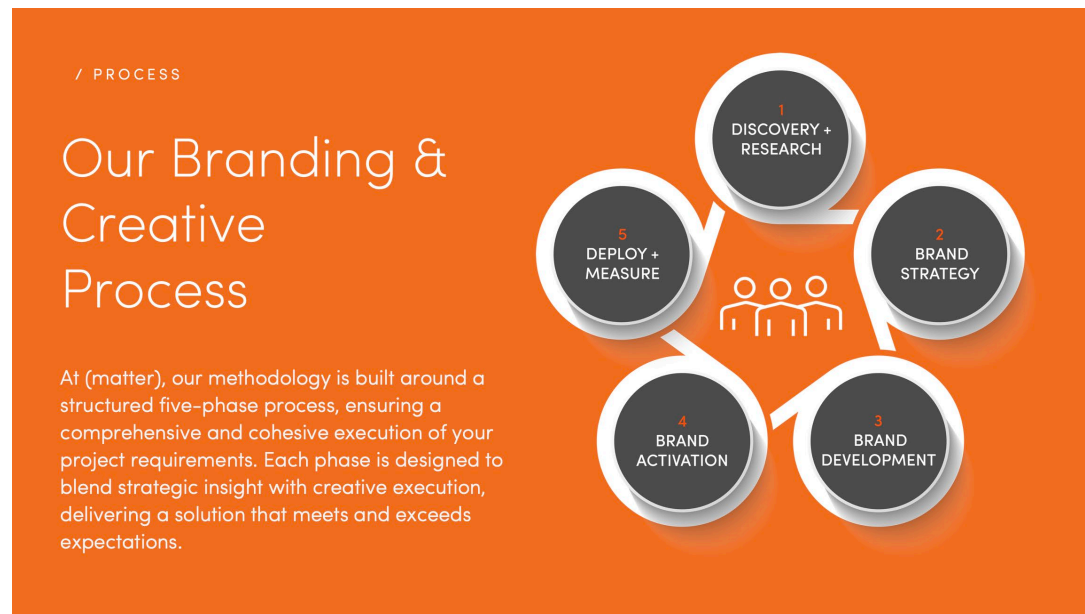 / PROCESS
Our Branding &
Creative
Process
At (matter), our methodology is built around a
structured five-phase process, ensuring a
comprehensive and cohesive execution of your
project requirements. Each phase is designed to
blend strategic insight with creative execution,
delivering a solution that meets and exceeds
expectations.
1
DISCOVERY +
RESEARCH
2
BRAND
STRATEGY
3
BRAND
DEVELOPMENT
4
BRAND
ACTIVATION
5
DEPLOY +
MEASURE